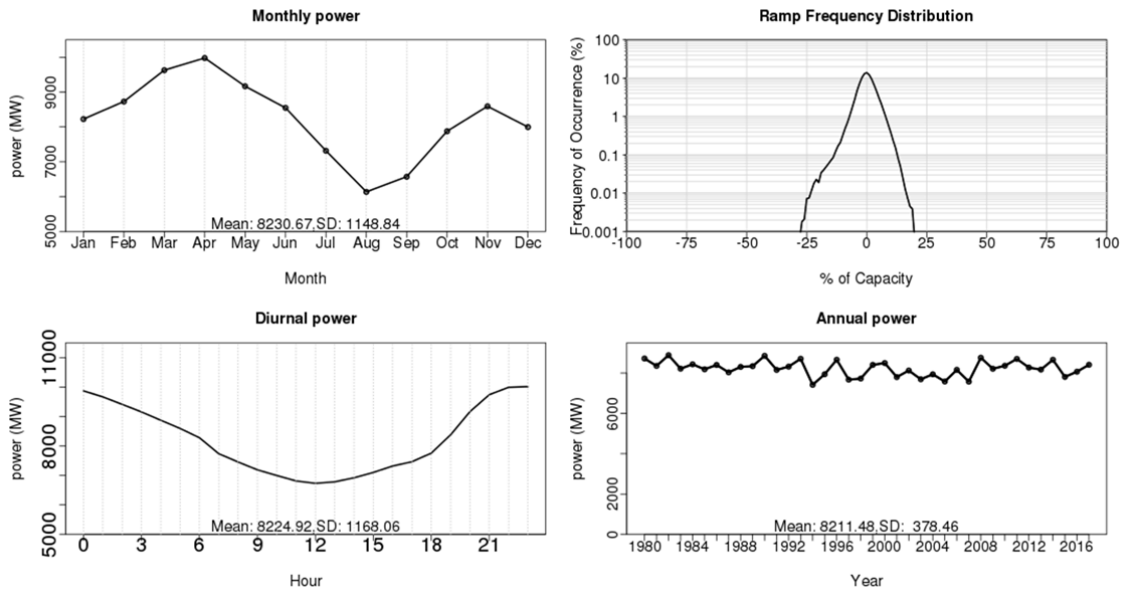 Monthly power
power (MW)
9000
7000
5000
Mean: 8230.67,SD: 1148.84
Jan Feb Mar Apr May Jun Jul Aug Sep Oct Nov Dec
Month
Ramp Frequency Distribution
Frequency of Occurrence (%)
100
10
1
0.1
0.01
0.001
-100 -75 -50 -25 0 25 50 75 100
% of Capacity
Diurnal power
power (MW)
11000
8000
5000
Mean: 8224.92,SD: 1168.06
0 3 6 9 12 15 18 21
Hour
Annual power
power (MW)
6000
2000
0
Mean: 8211.48,SD: 378.46
1980 1984 1988 1992 1996 2000 2004 2008 2012 2016
Year